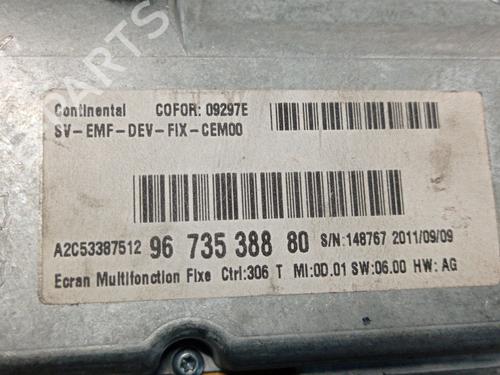 Continental COFOR: 09297E
SV-EMF-DEV-FIX-CEM00
A2C53387512 96 735 388 80 S/N:148767 2011/09/09
Ecran Multifonction Fixe Ctrl:306 T MI:0D.01 SW:06.00 HW: AG
PARTS